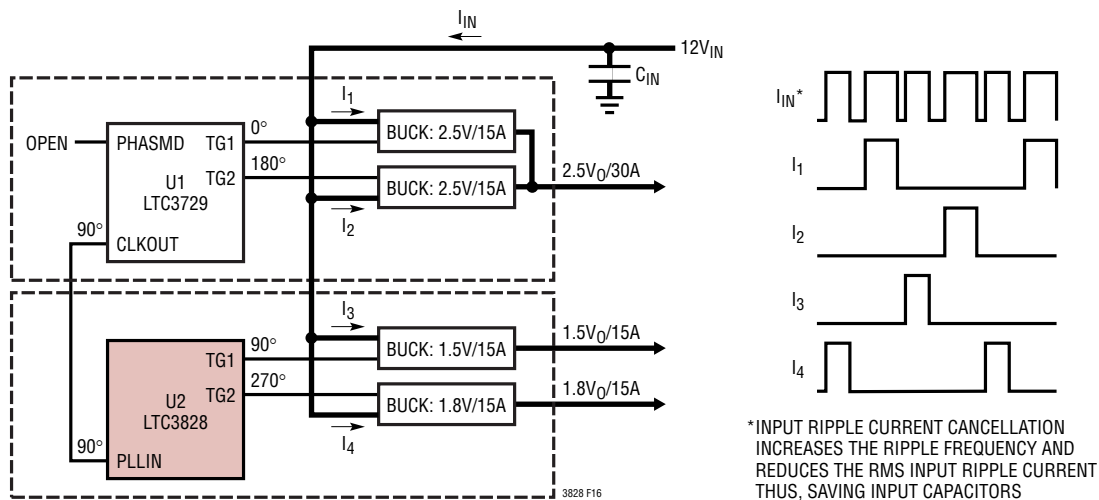 I_IN
12V_IN
C_IN
I_1
0°
BUCK: 2.5V/15A
OPEN
PHASMD
TG1
U1
LTC3729
180°
TG2
BUCK: 2.5V/15A
2.5V_O/30A
I_2
90°
CLKOUT
I_3
90°
TG1
BUCK: 1.5V/15A
1.5V_O/15A
U2
LTC3828
TG2
270°
BUCK: 1.8V/15A
1.8V_O/15A
I_4
90°
PLLIN
3828 F16
I_IN*
I_1
I_2
I_3
I_4
*INPUT RIPPLE CURRENT CANCELLATION
INCREASES THE RIPPLE FREQUENCY AND
REDUCES THE RMS INPUT RIPPLE CURRENT
THUS, SAVING INPUT CAPACITORS